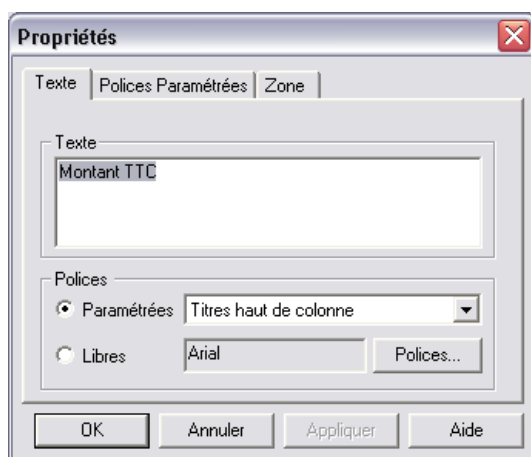 Propriétés
Texte Polices Paramétrées Zone
Texte
Montant TTC
Polices
Paramétrées Titres haut de colonne
Libres Arial Polices...
OK Annuler Appliquer Aide